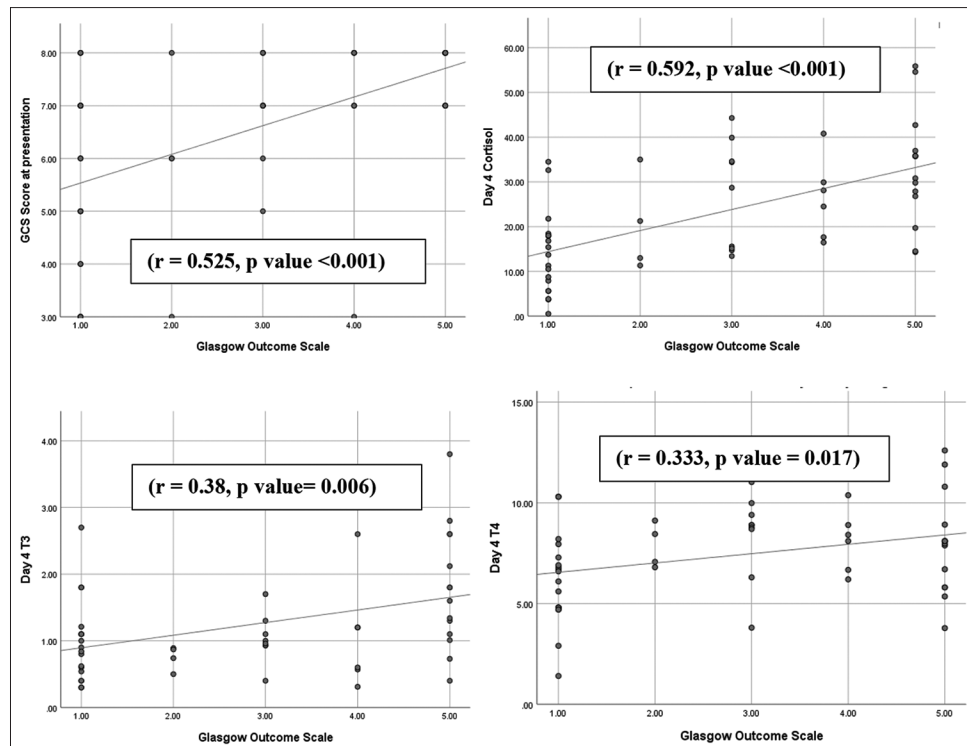 8.00
7.00
6.00
5.00
4.00
3.00
GCS Score at presentation
(r = 0.525, p value <0.001)
1.00 2.00 3.00 4.00 5.00
Glasgow Outcome Scale
60.00
50.00
40.00
30.00
20.00
10.00
.00
Day 4 Cortisol
(r = 0.592, p value <0.001)
1.00 2.00 3.00 4.00 5.00
Glasgow Outcome Scale
4.00
3.00
2.00
1.00
.00
Day 4 T3
(r = 0.38, p value= 0.006)
1.00 2.00 3.00 4.00 5.00
Glasgow Outcome Scale
15.00
10.00
5.00
.00
Day 4 T4
(r = 0.333, p value = 0.017)
1.00 2.00 3.00 4.00 5.00
Glasgow Outcome Scale